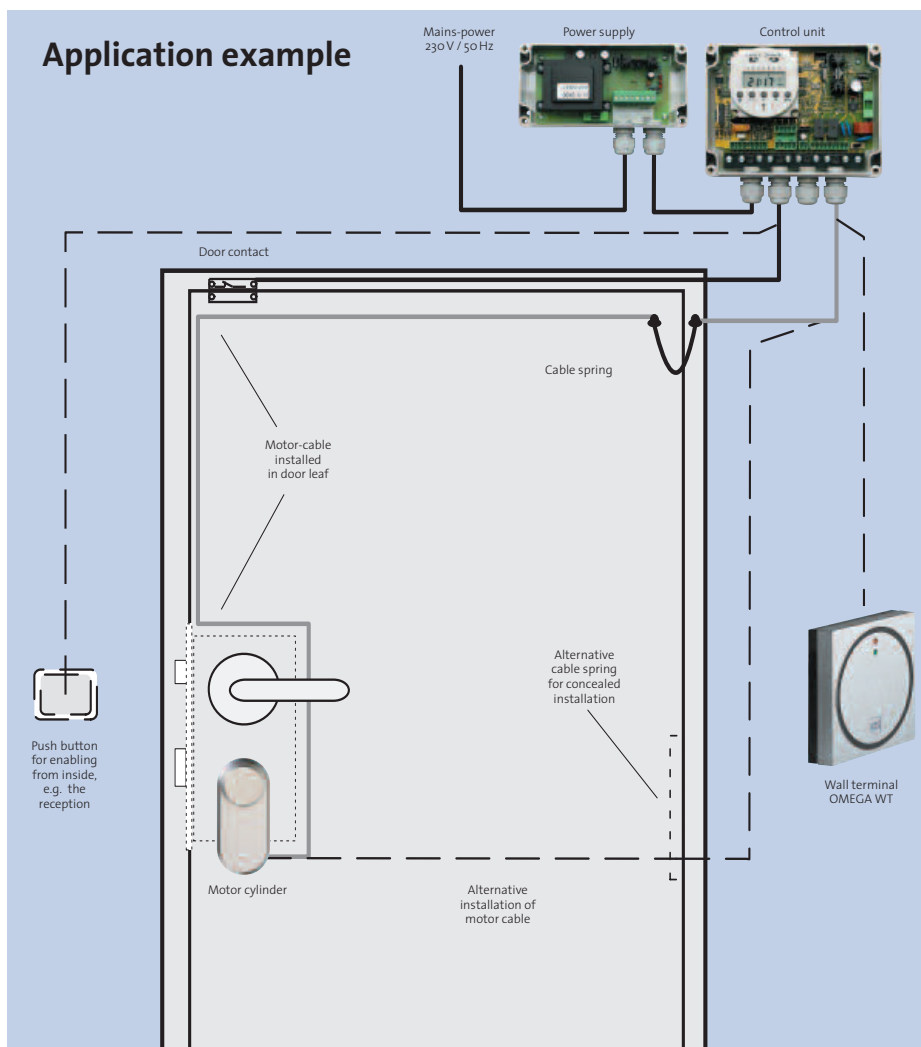 Application example
Mains-power
230 V / 50 Hz
Power supply
Control unit
21:17
Door contact
Cable spring
Motor-cable
installed
in door leaf
Alternative
cable spring
for concealed
installation
Push button
for enabling
from inside,
e.g. the
reception
Wall terminal
OMEGA WT
Motor cylinder
Alternative
installation of
motor cable